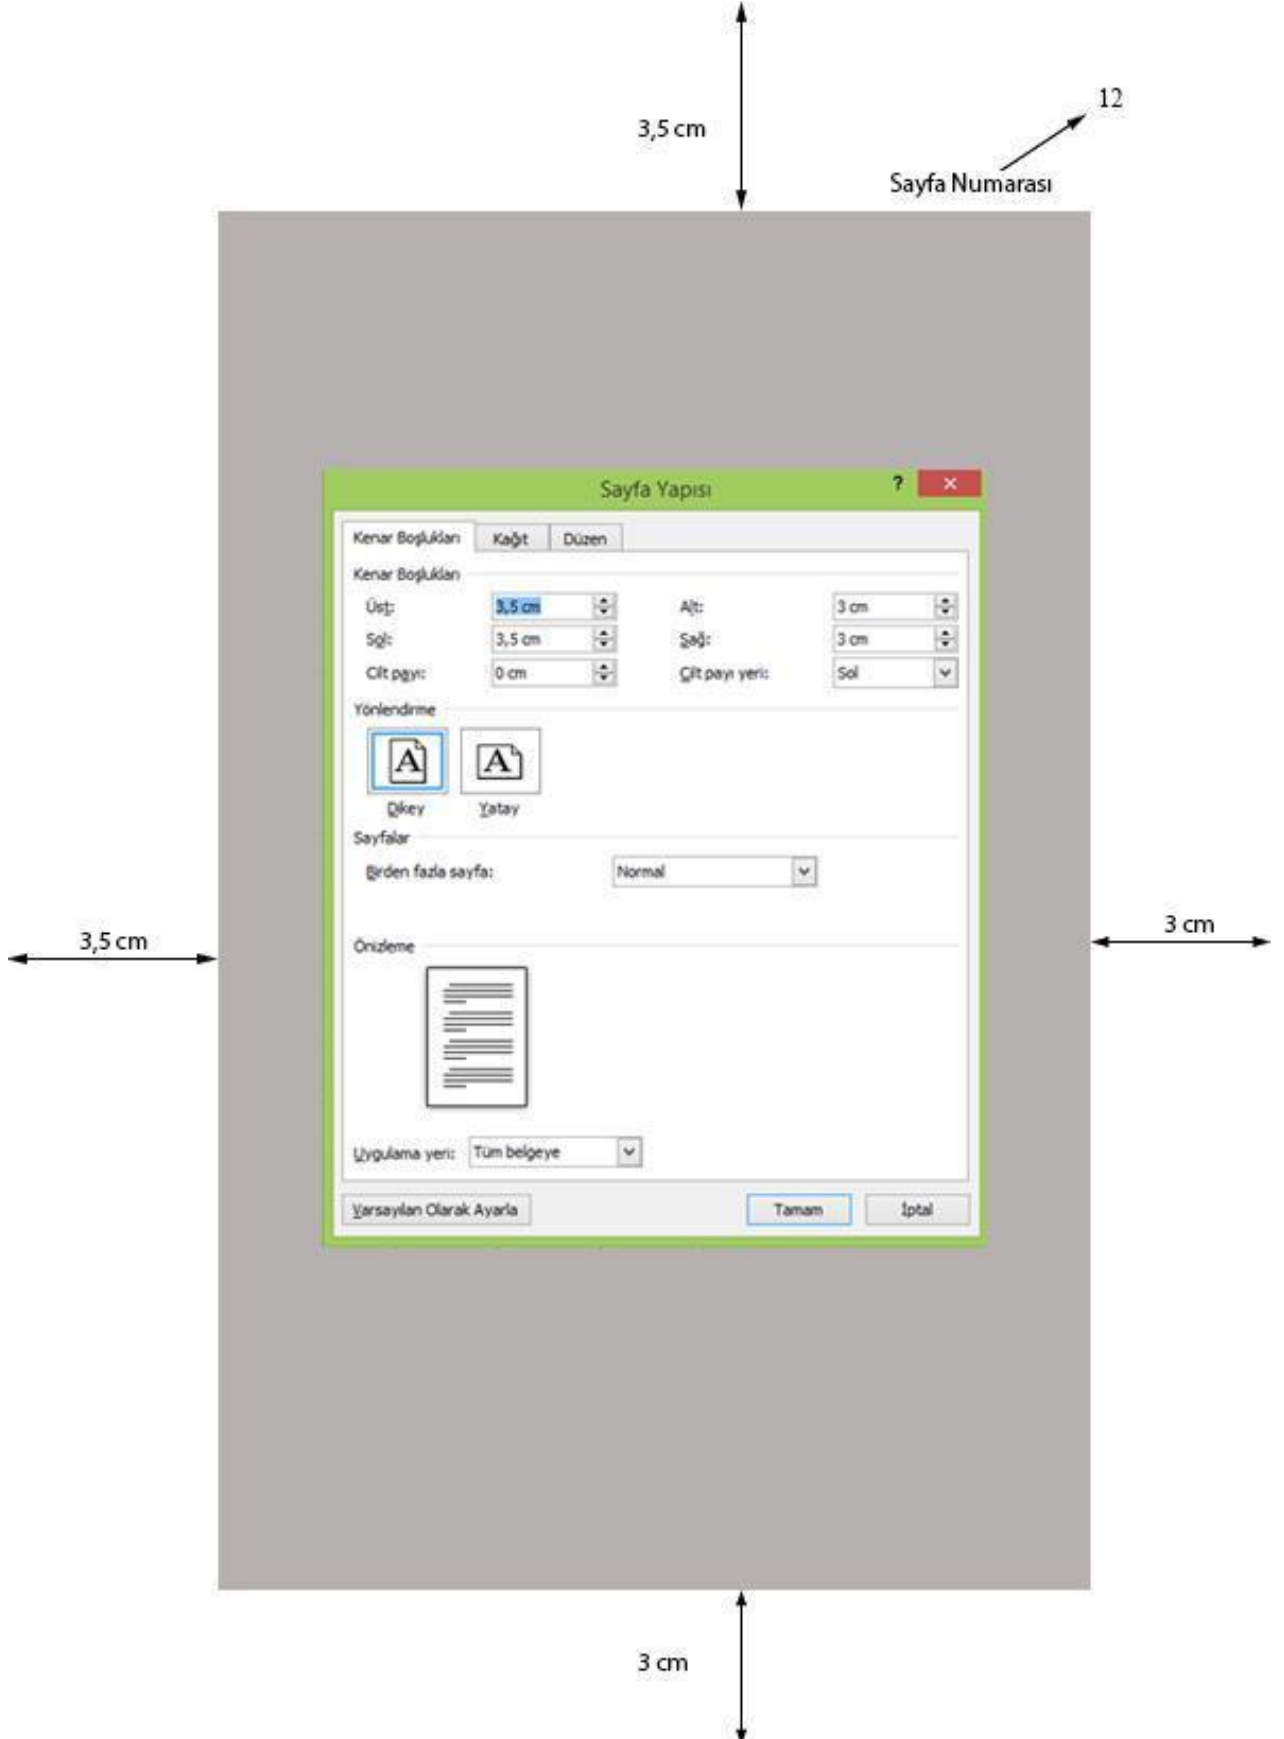 12
3,5 cm
Sayfa Numarası
Sayfa Yapısı ? ×
Kenar Boşlukları Kağıt Düzen
Kenar Boşlukları
Üst: 3,5 cm Alt: 3 cm
Sol: 3,5 cm Sağ: 3 cm
Cilt payı: 0 cm Cilt payı yeri: Sol
Yönlendirme
A A
Dikey Yatay
Sayfalar
Birden fazla sayfa: Normal
3,5 cm
3 cm
Önizleme
Uygulama yeri: Tüm belgeye
Varsayılan Olarak Ayarla Tamam İptal
3 cm